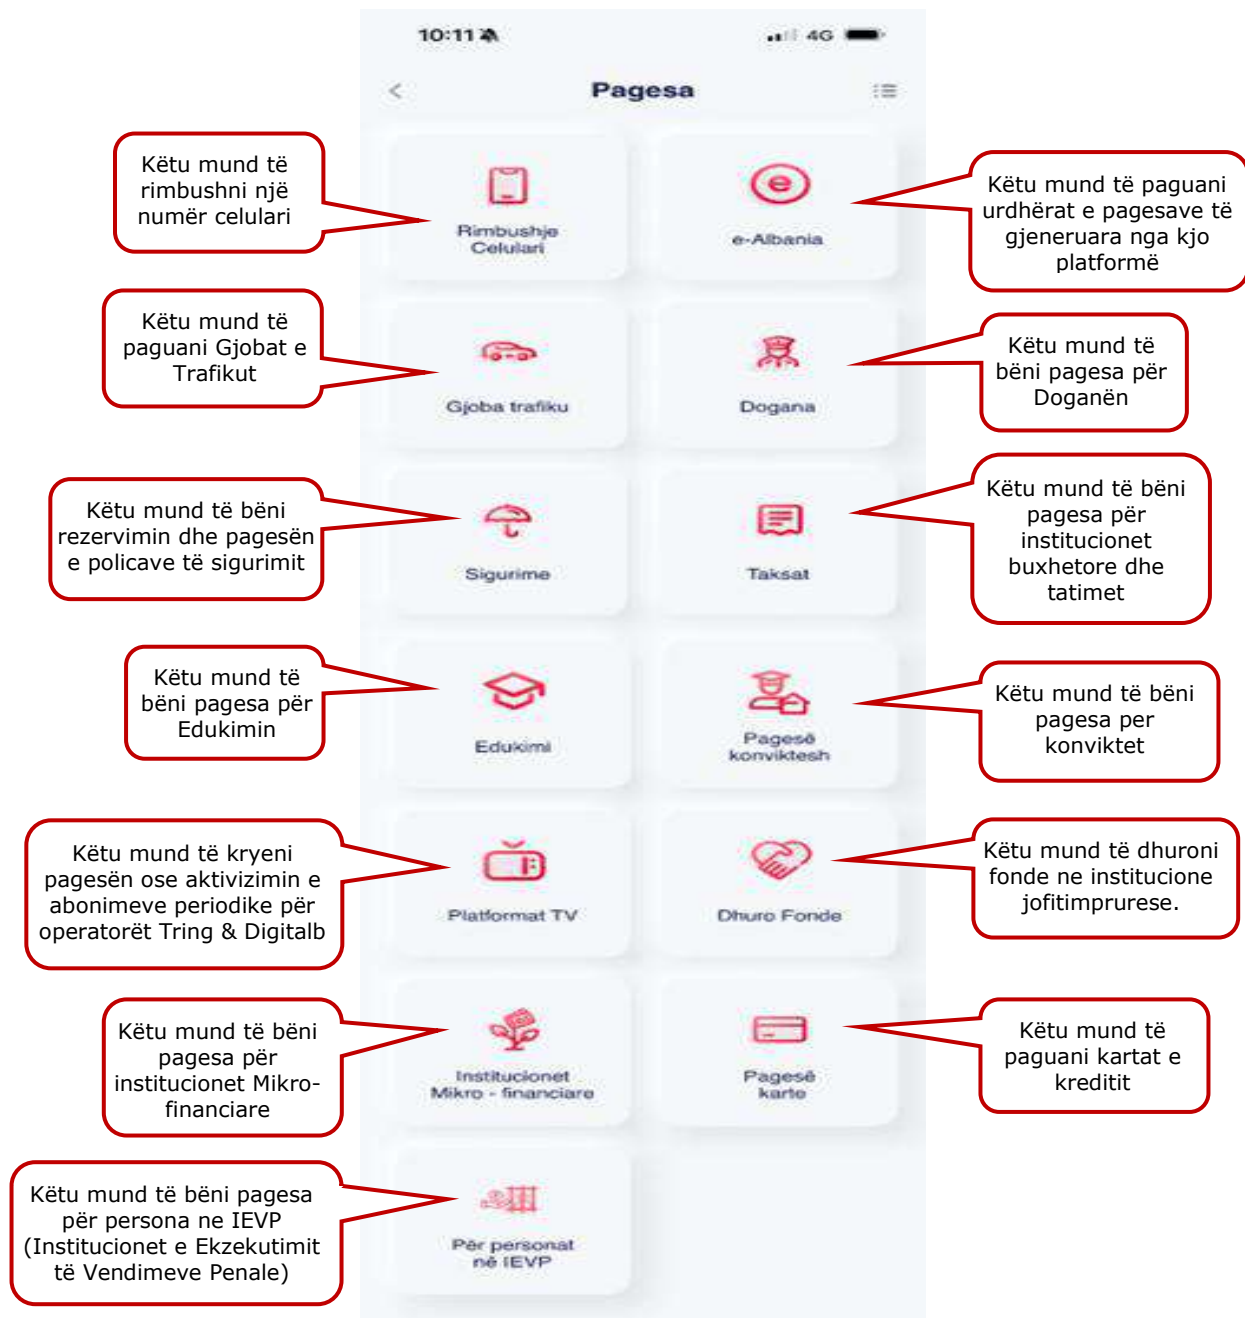 10:11
4G
Pagesa
Këtu mund të
rimbushni një
numër celulari
Rimbushje
Celulari
e-Albania
Këtu mund të paguani
urdhërat e pagesave të
gjeneruara nga kjo
platformë
Këtu mund të
paguani Gjobat e
Trafikut
Gjoba trafiku
Dogana
Këtu mund të
bëni pagesa për
Doganën
Këtu mund të bëni
rezervimin dhe pagesën
e policave të sigurimit
Sigurime
Taksat
Këtu mund të bëni
pagesa për
institucionet
buxhetore dhe
tatimet
Këtu mund të
bëni pagesa për
Edukimin
Edukimi
Pagesë
konviktesh
Këtu mund të bëni
pagesa per
konviktet
Këtu mund të kryeni
pagesën ose aktivizimin e
abonimeve periodike për
operatorët Tring & Digitalb
Platformat TV
Dhuro Fonde
Këtu mund të dhuroni
fonde ne institucione
jofitimprurese.
Këtu mund të bëni
pagesa për
institucionet Mikro-
financiare
Institucionet
Mikro - financiare
Pagesë
karte
Këtu mund të
paguani kartat e
kreditit
Këtu mund të bëni pagesa
për persona ne IEVP
(Institucionet e Ekzekutimit
të Vendimeve Penale)
Për personat
në IEVP